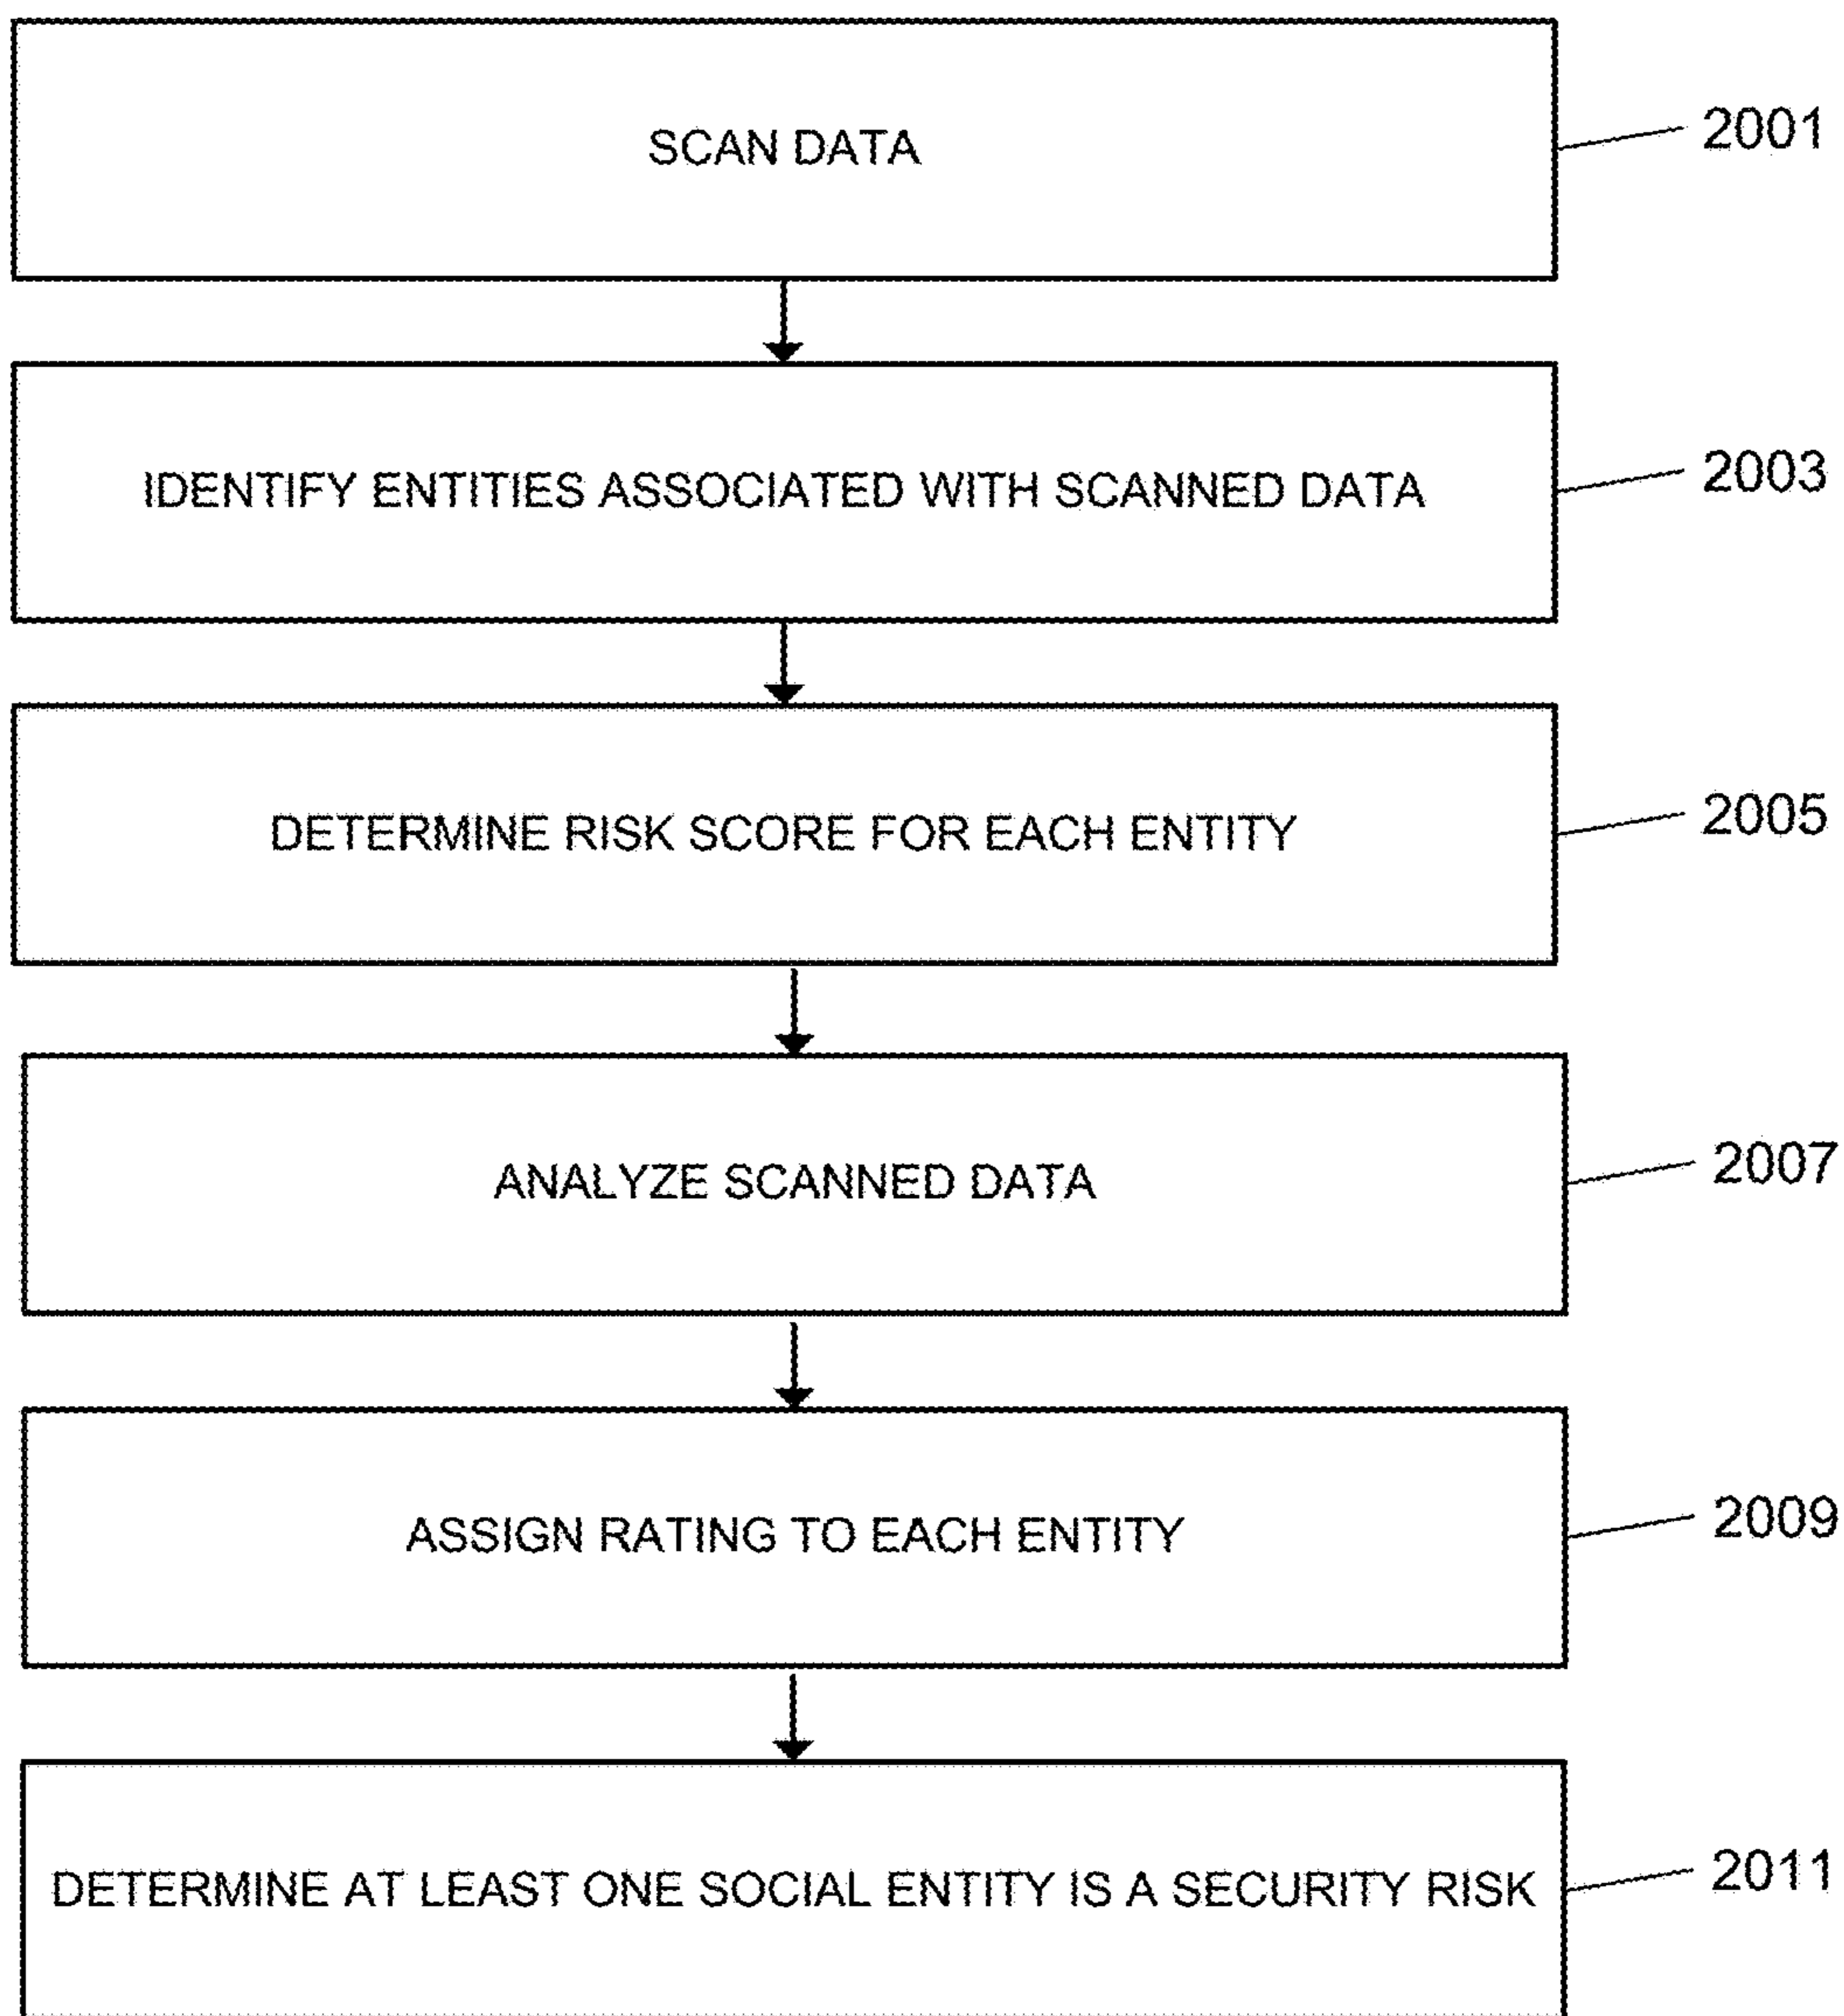 SCAN DATA
2001
IDENTIFY ENTITIES ASSOCIATED WITH SCANNED DATA
2003
DETERMINE RISK SCORE FOR EACH ENTITY
2005
ANALYZE SCANNED DATA
2007
ASSIGN RATING TO EACH ENTITY
2009
DETERMINE AT LEAST ONE SOCIAL ENTITY IS A SECURITY RISK
2011